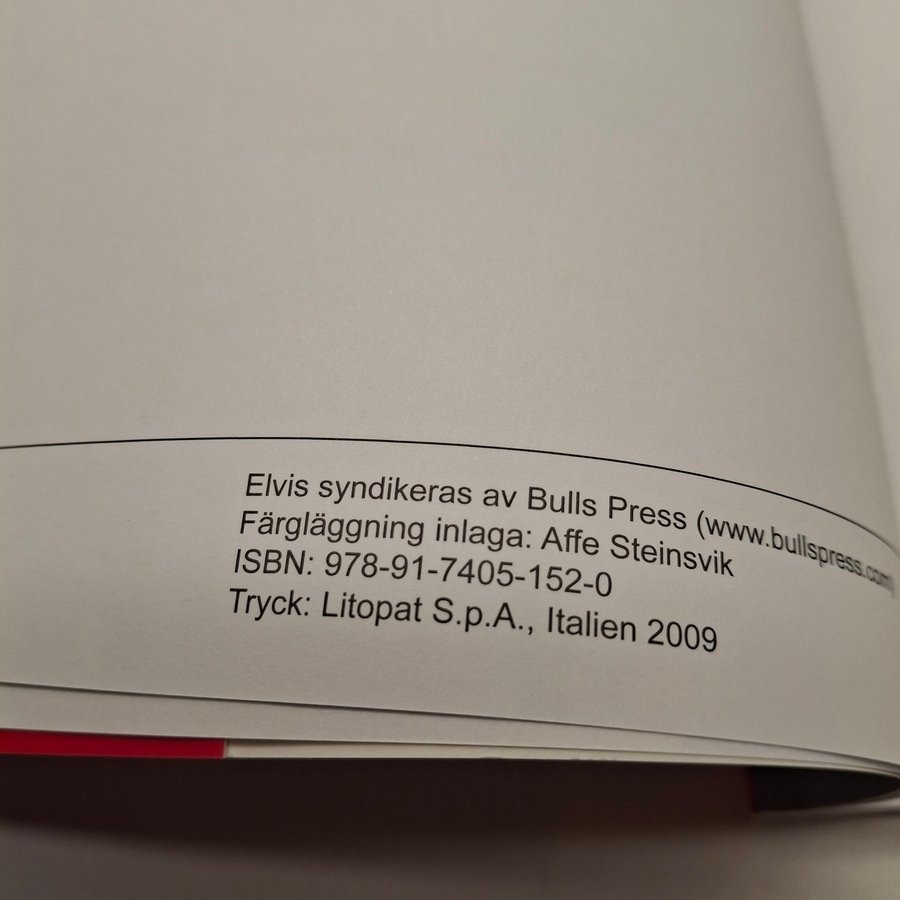 Elvis syndikeras av Bulls Press (www.bullspress.com)
Färgläggning inlaga: Affe Steinsvik
ISBN: 978-91-7405-152-0
Tryck: Litopat S.p.A., Italien 2009